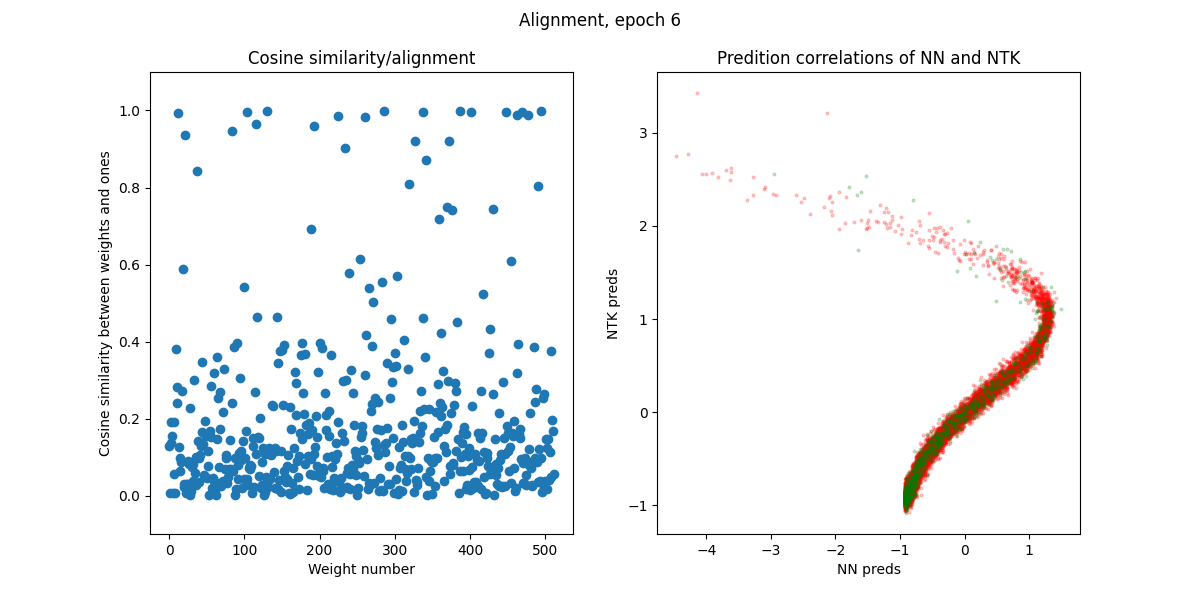 Alignment, epoch 6
Cosine similarity/alignment
Cosine similarity between weights and ones
1.0
0.8
0.6
0.4
0.2
0.0
0 100 200 300 400 500
Weight number
Predition correlations of NN and NTK
NTK preds
3
2
1
0
−1
−4 −3 −2 −1 0 1
NN preds